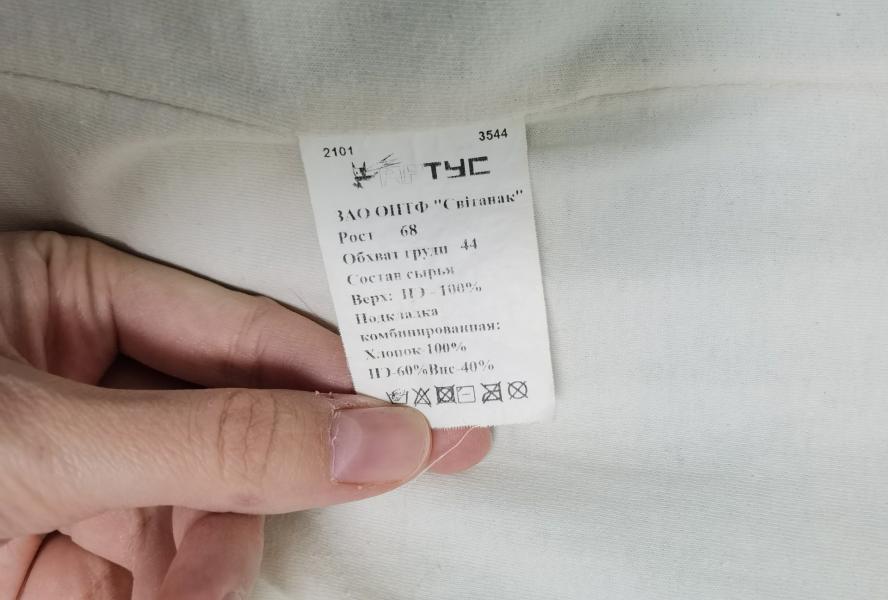 2101 3544
ТУС
ЗАО ОПТФ "Світанак"
Рост 68
Обхват груди 44
Состав сырья
Верх: ПЭ - 100%
Подкладка
комбинированная:
Хлопок-100%
ПЭ-60%Вис-40%